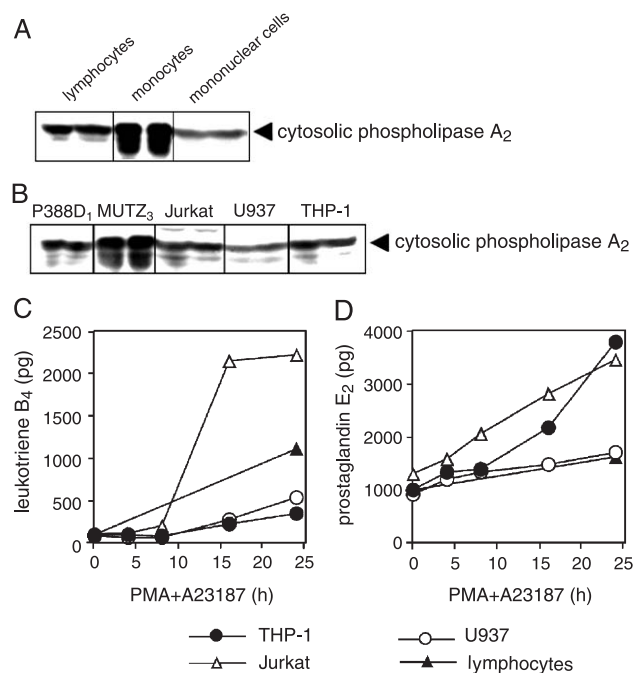 A
lymphocytes
monocytes
mononuclear cells
cytosolic phospholipase A2
B
P388D1 MUTZ3 Jurkat U937 THP-1
cytosolic phospholipase A2
C
leukotriene B4 (pg)
2500
2000
1500
1000
500
0
0 5 10 15 20 25
PMA+A23187 (h)
D
prostaglandin E2 (pg)
4000
3000
2000
1000
0
0 5 10 15 20 25
PMA+A23187 (h)
THP-1
U937
Jurkat
lymphocytes